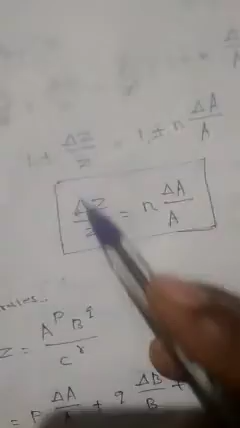 1 ± ΔZ/Z = 1 ± n ΔA/A
ΔZ/Z = n ΔA/A
Z = A^p B^q / C^r
= p ΔA/A + q ΔB/B +